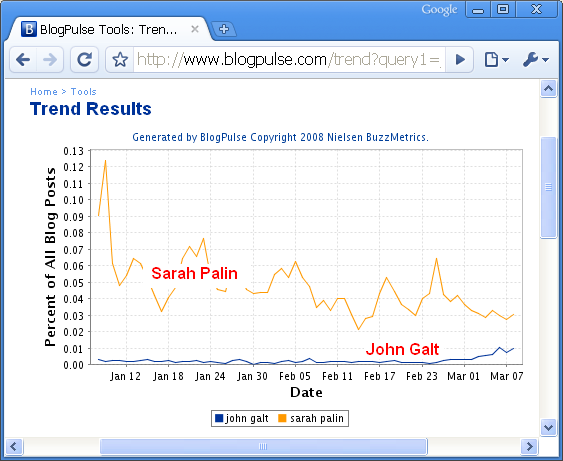 Google
BlogPulse Tools: Tren...
http://www.blogpulse.com/trend?query1=
Home > Tools
Trend Results
Generated by BlogPulse Copyright 2008 Nielsen BuzzMetrics.
Percent of All Blog Posts
0.13
0.12
0.11
0.10
0.09
0.08
0.07
0.06
0.05
0.04
0.03
0.02
0.01
0.00
Sarah Palin
John Galt
Jan 12 Jan 18 Jan 24 Jan 30 Feb 05 Feb 11 Feb 17 Feb 23 Mar 01 Mar 07
Date
john galt sarah palin